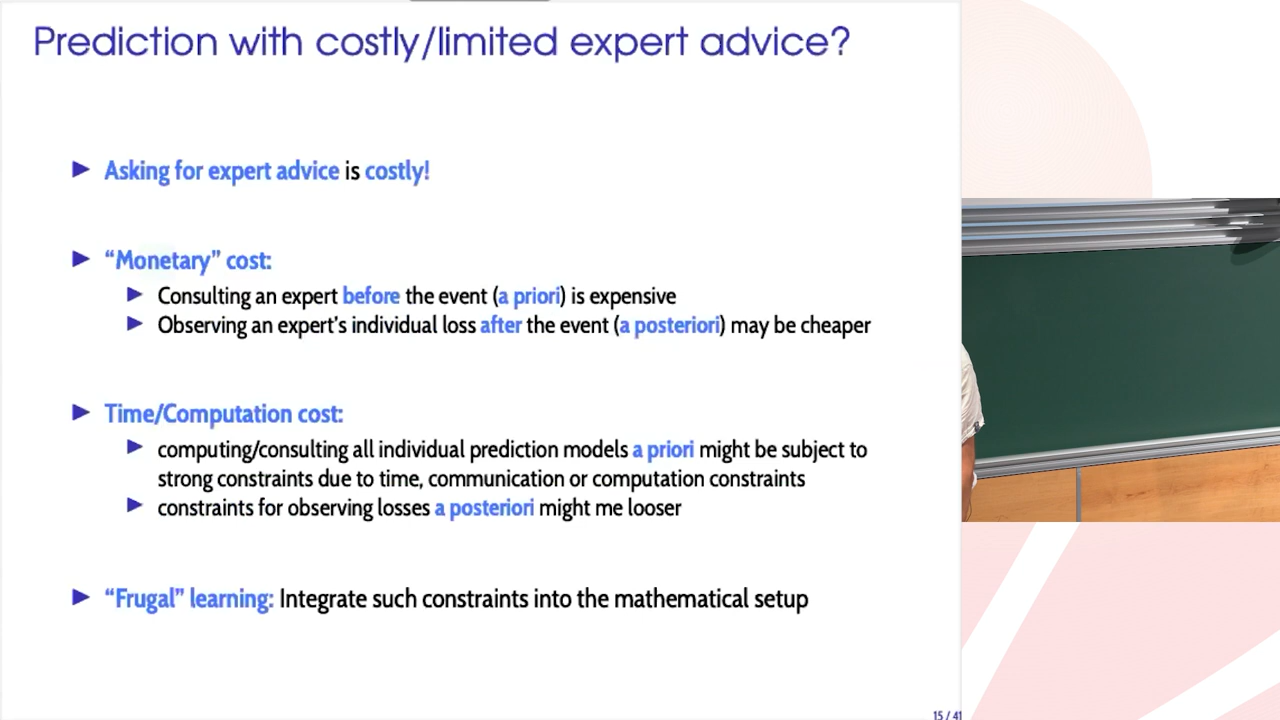 Prediction with costly/limited expert advice?
► Asking for expert advice is costly!
► “Monetary” cost:
► Consulting an expert before the event (a priori) is expensive
► Observing an expert’s individual loss after the event (a posteriori) may be cheaper
► Time/Computation cost:
► computing/consulting all individual prediction models a priori might be subject to
strong constraints due to time, communication or computation constraints
► constraints for observing losses a posteriori might me looser
► “Frugal” learning: Integrate such constraints into the mathematical setup
15 / 41